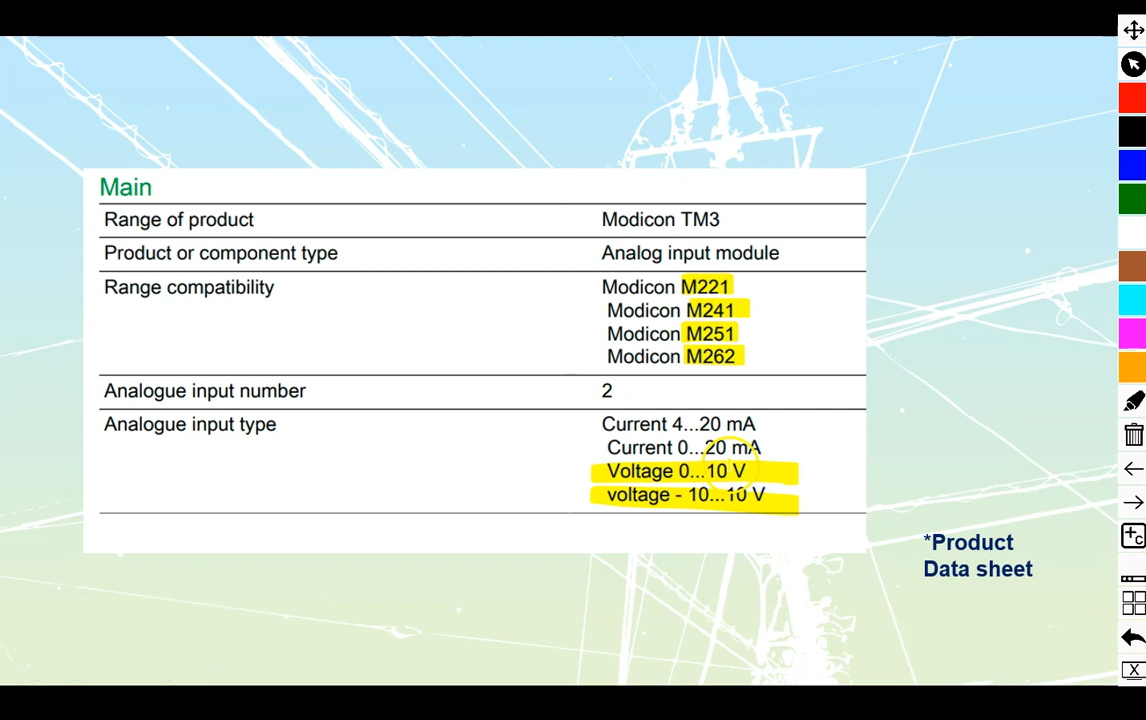 Main
Range of product Modicon TM3
Product or component type Analog input module
Range compatibility Modicon M221
Modicon M241
Modicon M251
Modicon M262
Analogue input number 2
Analogue input type Current 4...20 mA
Current 0...20 mA
Voltage 0...10 V
voltage - 10...10 V
*Product
Data sheet
C
X